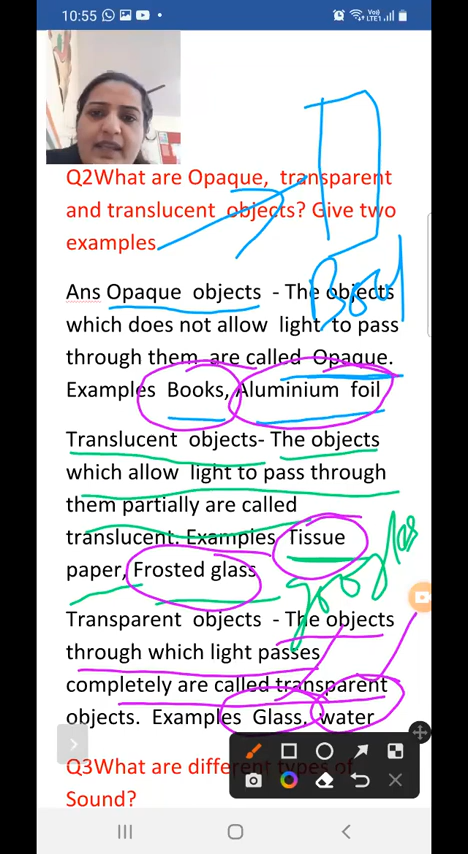 10:55
Vo))
LTE1
Q2What are Opaque, transparent
and translucent objects? Give two
examples.
Ans Opaque objects - The objects
which does not allow light to pass
through them are called Opaque.
Examples Books, Aluminium foil
Translucent objects- The objects
which allow light to pass through
them partially are called
translucent. Examples Tissue
paper, Frosted glass
Transparent objects - The objects
through which light passes
completely are called transparent
objects. Examples Glass, water
Q3What are different types of
Sound?